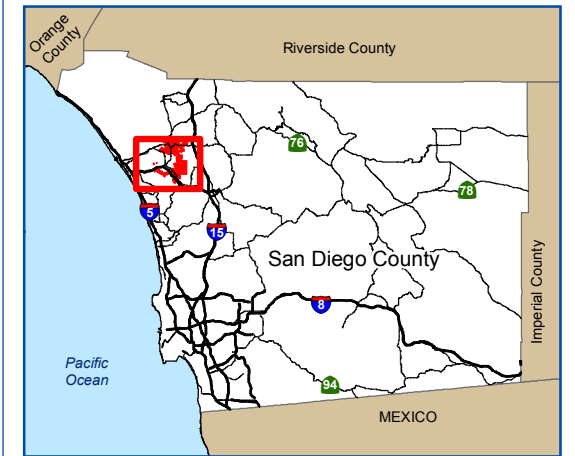 Orange
County
Riverside County
76
78
5
15
San Diego County
Imperial County
8
Pacific
Ocean
94
MEXICO